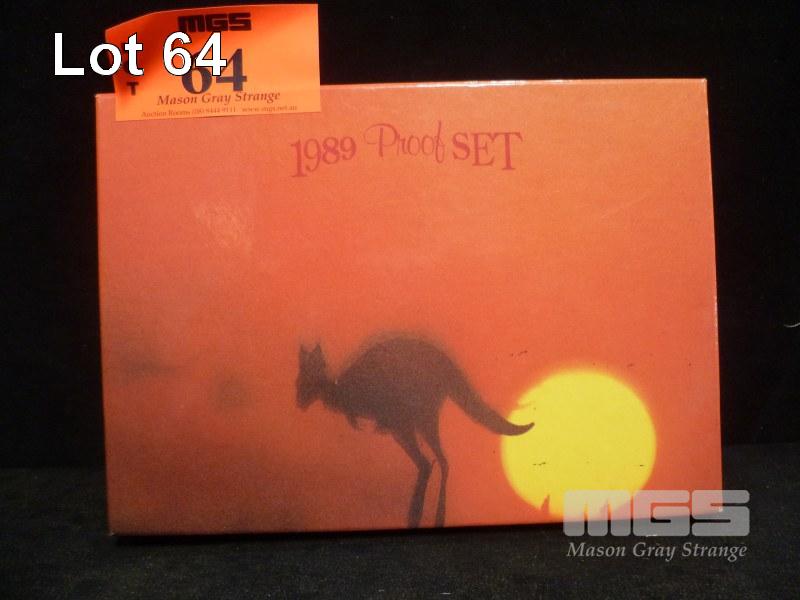 Lot 64
MGS
64
T
Mason Gray Strange
1989 Proof SET
MGS
Mason Gray Strange